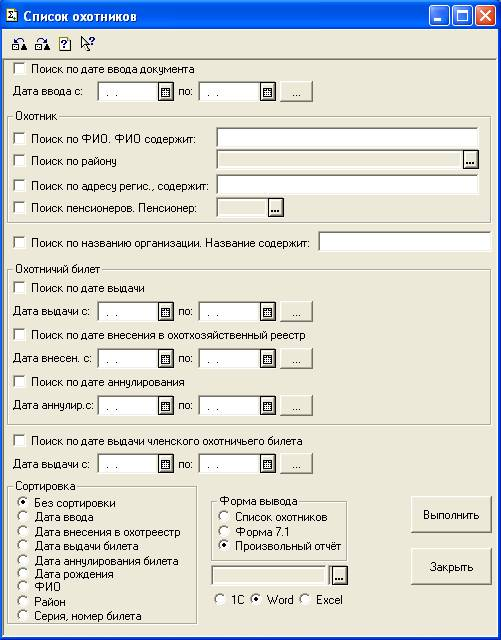 Список охотников
Поиск по дате ввода документа
Дата ввода с: . . по: . . ...
Охотник
Поиск по ФИО. ФИО содержит:
Поиск по району ...
Поиск по адресу регис., содержит:
Поиск пенсионеров. Пенсионер: ...
Поиск по названию организации. Название содержит:
Охотничий билет
Поиск по дате выдачи
Дата выдачи с: . . по: . . ...
Поиск по дате внесения в охотхозяйственный реестр
Дата внесен. с: . . по: . . ...
Поиск по дате аннулирования
Дата аннулир.с: . . по: . . ...
Поиск по дате выдачи членского охотничьего билета
Дата выдачи с: . . по: . . ...
Сортировка
Без сортировки
Дата ввода
Дата внесения в охотреестр
Дата выдачи билета
Дата аннулирования билета
Дата рождения
ФИО
Район
Серия, номер билета
Форма вывода
Список охотников
Форма 7.1
Произвольный отчёт
...
1С Word Excel
Выполнить
Закрыть